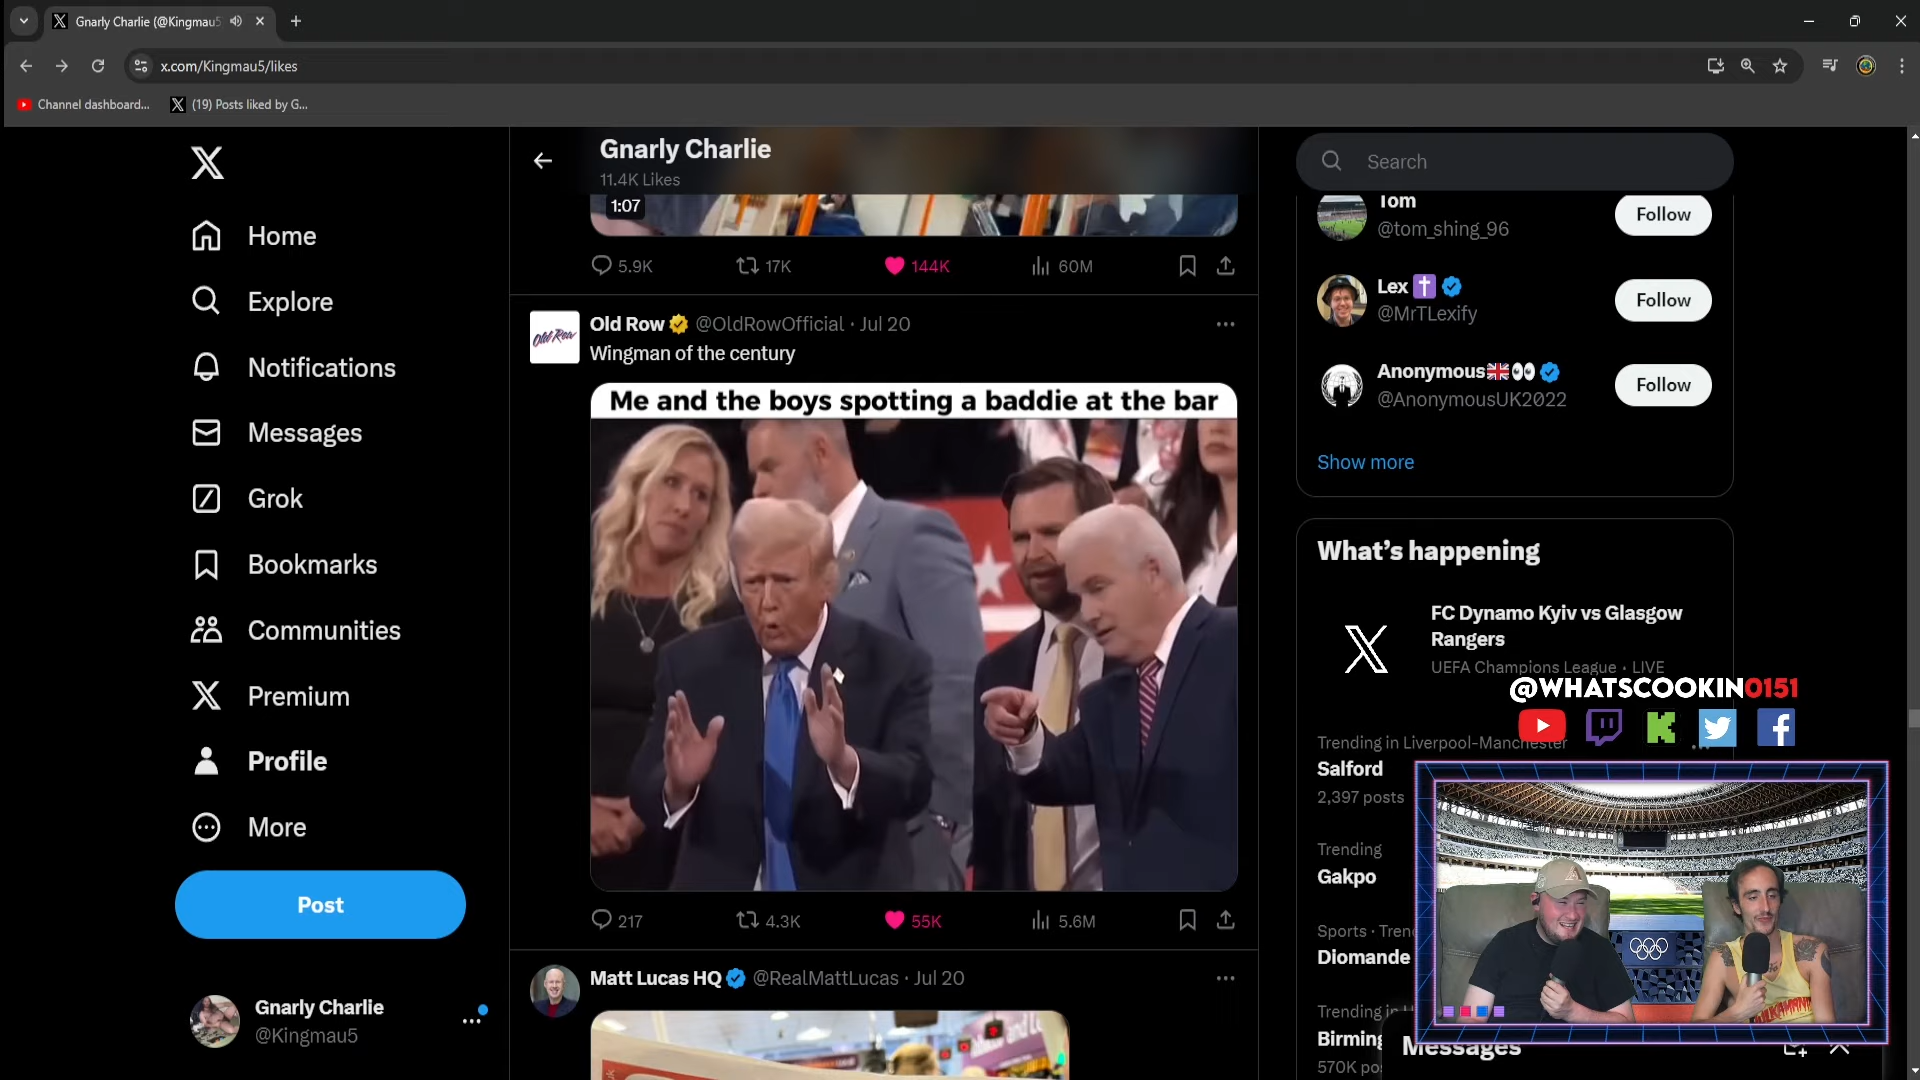 Gnarly Charlie (@Kingmau5
x.com/Kingmau5/likes
Channel dashboard...
(19) Posts liked by G...
Home
Explore
Notifications
Messages
Grok
Bookmarks
Communities
Premium
Profile
More
Post
Gnarly Charlie
@Kingmau5
Gnarly Charlie
11.4K Likes
1:07
5.9K 17K 144K 60M
Old Row @OldRowOfficial · Jul 20
Wingman of the century
Me and the boys spotting a baddie at the bar
217 4.3K 55K 5.6M
Matt Lucas HQ @RealMattLucas · Jul 20
Search
Tom
@tom_shing_96
Follow
Lex
@MrTLexify
Follow
Anonymous
@AnonymousUK2022
Follow
Show more
What's happening
FC Dynamo Kyiv vs Glasgow
Rangers
UEFA Champions League · LIVE
@WHATSCOOKIN0151
Trending in Liverpool-Manchester
Salford
2,397 posts
Trending
Gakpo
Sports · Tren
Diomande
Trending in
Birming
570K po
Messages